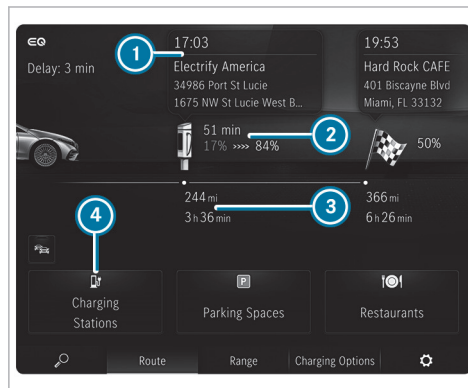 EQ
Delay: 3 min
17:03
Electrify America
34986 Port St Lucie
1675 NW St Lucie West B...
19:53
Hard Rock CAFE
401 Biscayne Blvd
Miami, FL 33132
1
51 min
17% »»» 84%
2
50%
244 mi
3 h 36 min
3
366 mi
6 h 26 min
4
Charging
Stations
P
Parking Spaces
Restaurants
Route
Range
Charging Options